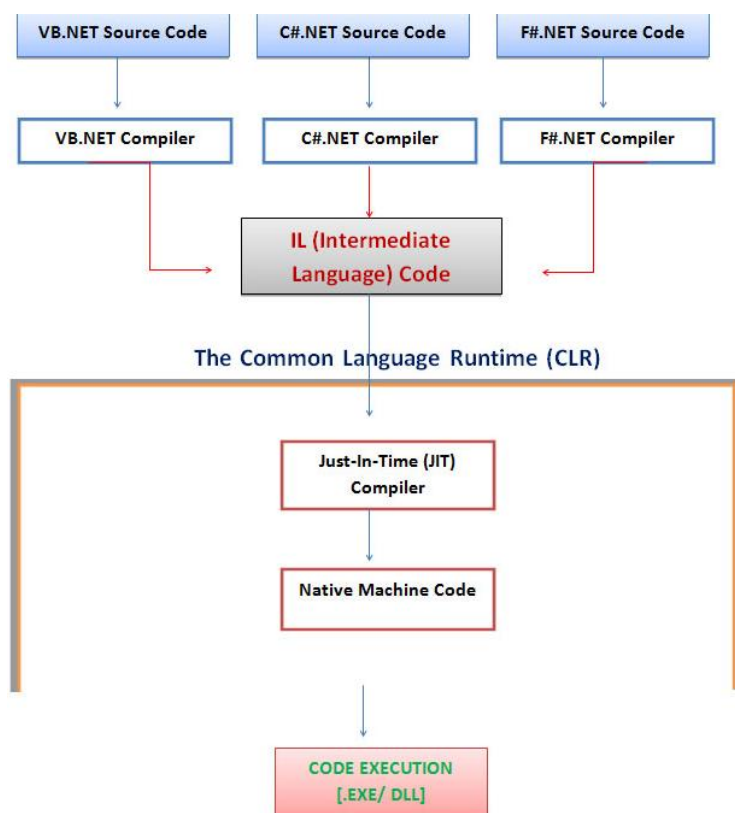 VB.NET Source Code
C#.NET Source Code
F#.NET Source Code
VB.NET Compiler
C#.NET Compiler
F#.NET Compiler
IL (Intermediate
Language) Code
The Common Language Runtime (CLR)
Just-In-Time (JIT)
Compiler
Native Machine Code
CODE EXECUTION
[.EXE/ DLL]